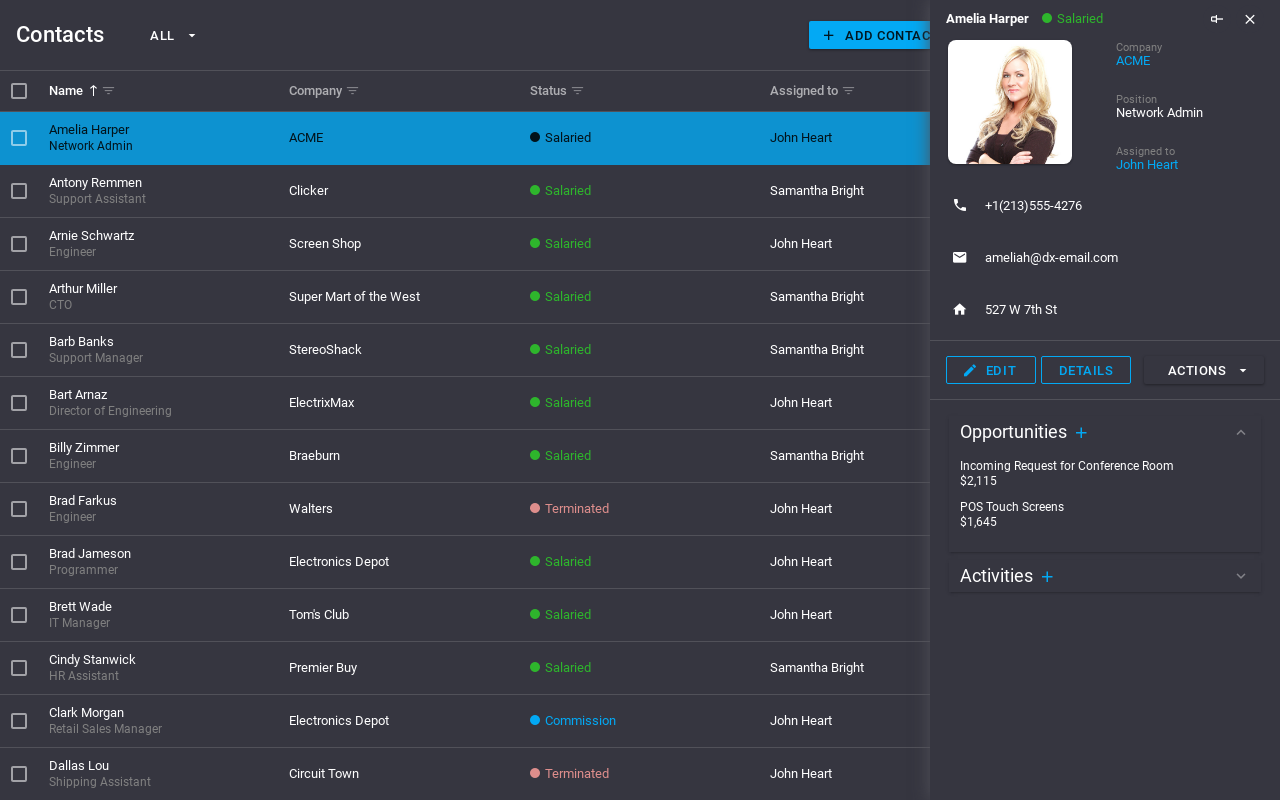 Contacts
ALL
ADD CONTAC
Name
Company
Status
Assigned to
Amelia Harper
Network Admin
ACME
Salaried
John Heart
Antony Remmen
Support Assistant
Clicker
Salaried
Samantha Bright
Arnie Schwartz
Engineer
Screen Shop
Salaried
John Heart
Arthur Miller
CTO
Super Mart of the West
Salaried
Samantha Bright
Barb Banks
Support Manager
StereoShack
Salaried
Samantha Bright
Bart Arnaz
Director of Engineering
ElectrixMax
Salaried
John Heart
Billy Zimmer
Engineer
Braeburn
Salaried
Samantha Bright
Brad Farkus
Engineer
Walters
Terminated
John Heart
Brad Jameson
Programmer
Electronics Depot
Salaried
John Heart
Brett Wade
IT Manager
Tom's Club
Salaried
John Heart
Cindy Stanwick
HR Assistant
Premier Buy
Salaried
Samantha Bright
Clark Morgan
Retail Sales Manager
Electronics Depot
Commission
John Heart
Dallas Lou
Shipping Assistant
Circuit Town
Terminated
John Heart
Amelia Harper
Salaried
Company
ACME
Position
Network Admin
Assigned to
John Heart
+1(213)555-4276
ameliah@dx-email.com
527 W 7th St
EDIT
DETAILS
ACTIONS
Opportunities
Incoming Request for Conference Room
$2,115
POS Touch Screens
$1,645
Activities